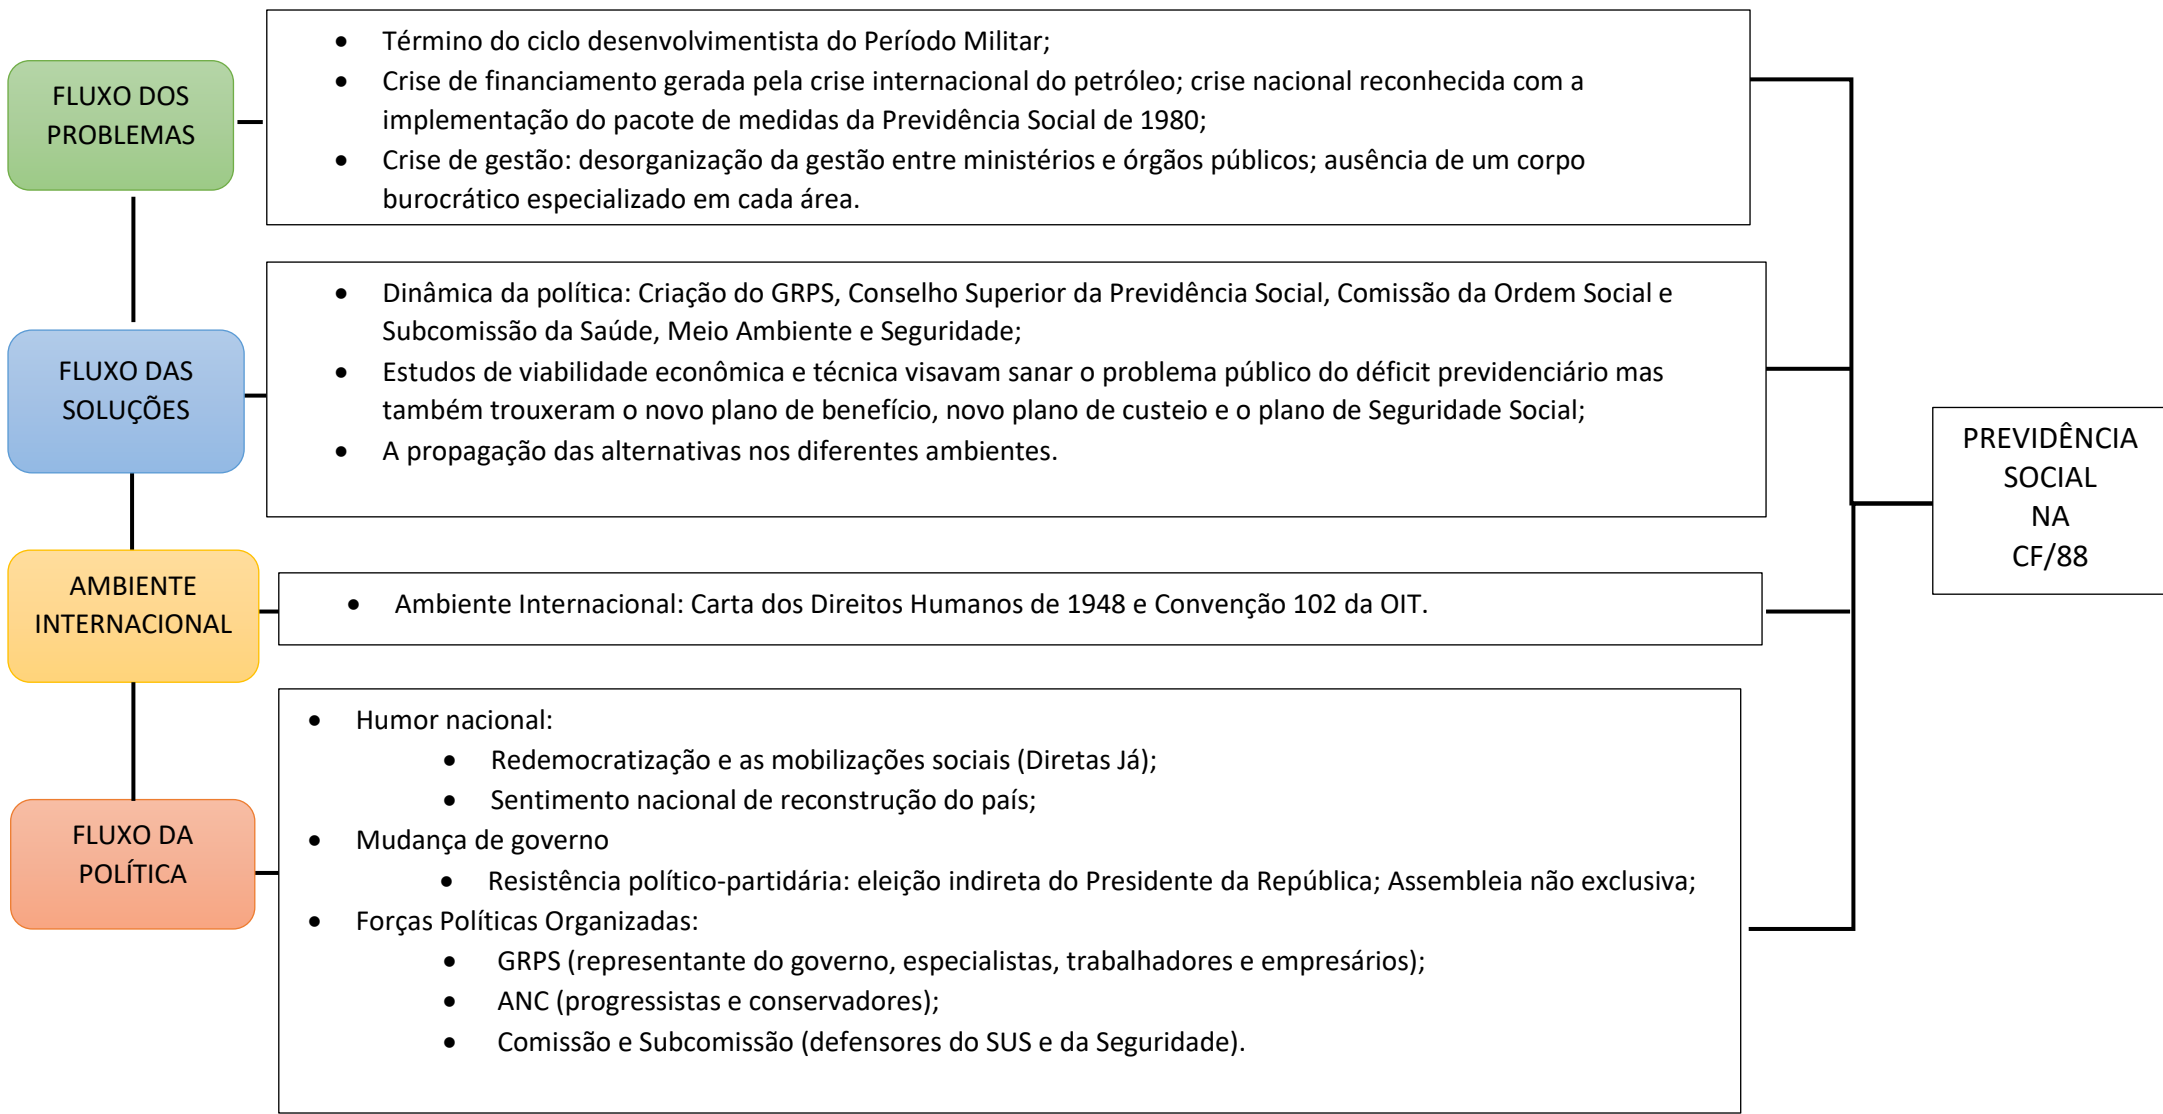 FLUXO DOS
PROBLEMAS
• Término do ciclo desenvolvimentista do Período Militar;
• Crise de financiamento gerada pela crise internacional do petróleo; crise nacional reconhecida com a
implementação do pacote de medidas da Previdência Social de 1980;
• Crise de gestão: desorganização da gestão entre ministérios e órgãos públicos; ausência de um corpo
burocrático especializado em cada área.
FLUXO DAS
SOLUÇÕES
• Dinâmica da política: Criação do GRPS, Conselho Superior da Previdência Social, Comissão da Ordem Social e
Subcomissão da Saúde, Meio Ambiente e Seguridade;
• Estudos de viabilidade econômica e técnica visavam sanar o problema público do déficit previdenciário mas
também trouxeram o novo plano de benefício, novo plano de custeio e o plano de Seguridade Social;
• A propagação das alternativas nos diferentes ambientes.
AMBIENTE
INTERNACIONAL
• Ambiente Internacional: Carta dos Direitos Humanos de 1948 e Convenção 102 da OIT.
FLUXO DA
POLÍTICA
• Humor nacional:
• Redemocratização e as mobilizações sociais (Diretas Já);
• Sentimento nacional de reconstrução do país;
• Mudança de governo
• Resistência político-partidária: eleição indireta do Presidente da República; Assembleia não exclusiva;
• Forças Políticas Organizadas:
• GRPS (representante do governo, especialistas, trabalhadores e empresários);
• ANC (progressistas e conservadores);
• Comissão e Subcomissão (defensores do SUS e da Seguridade).
PREVIDÊNCIA
SOCIAL
NA
CF/88